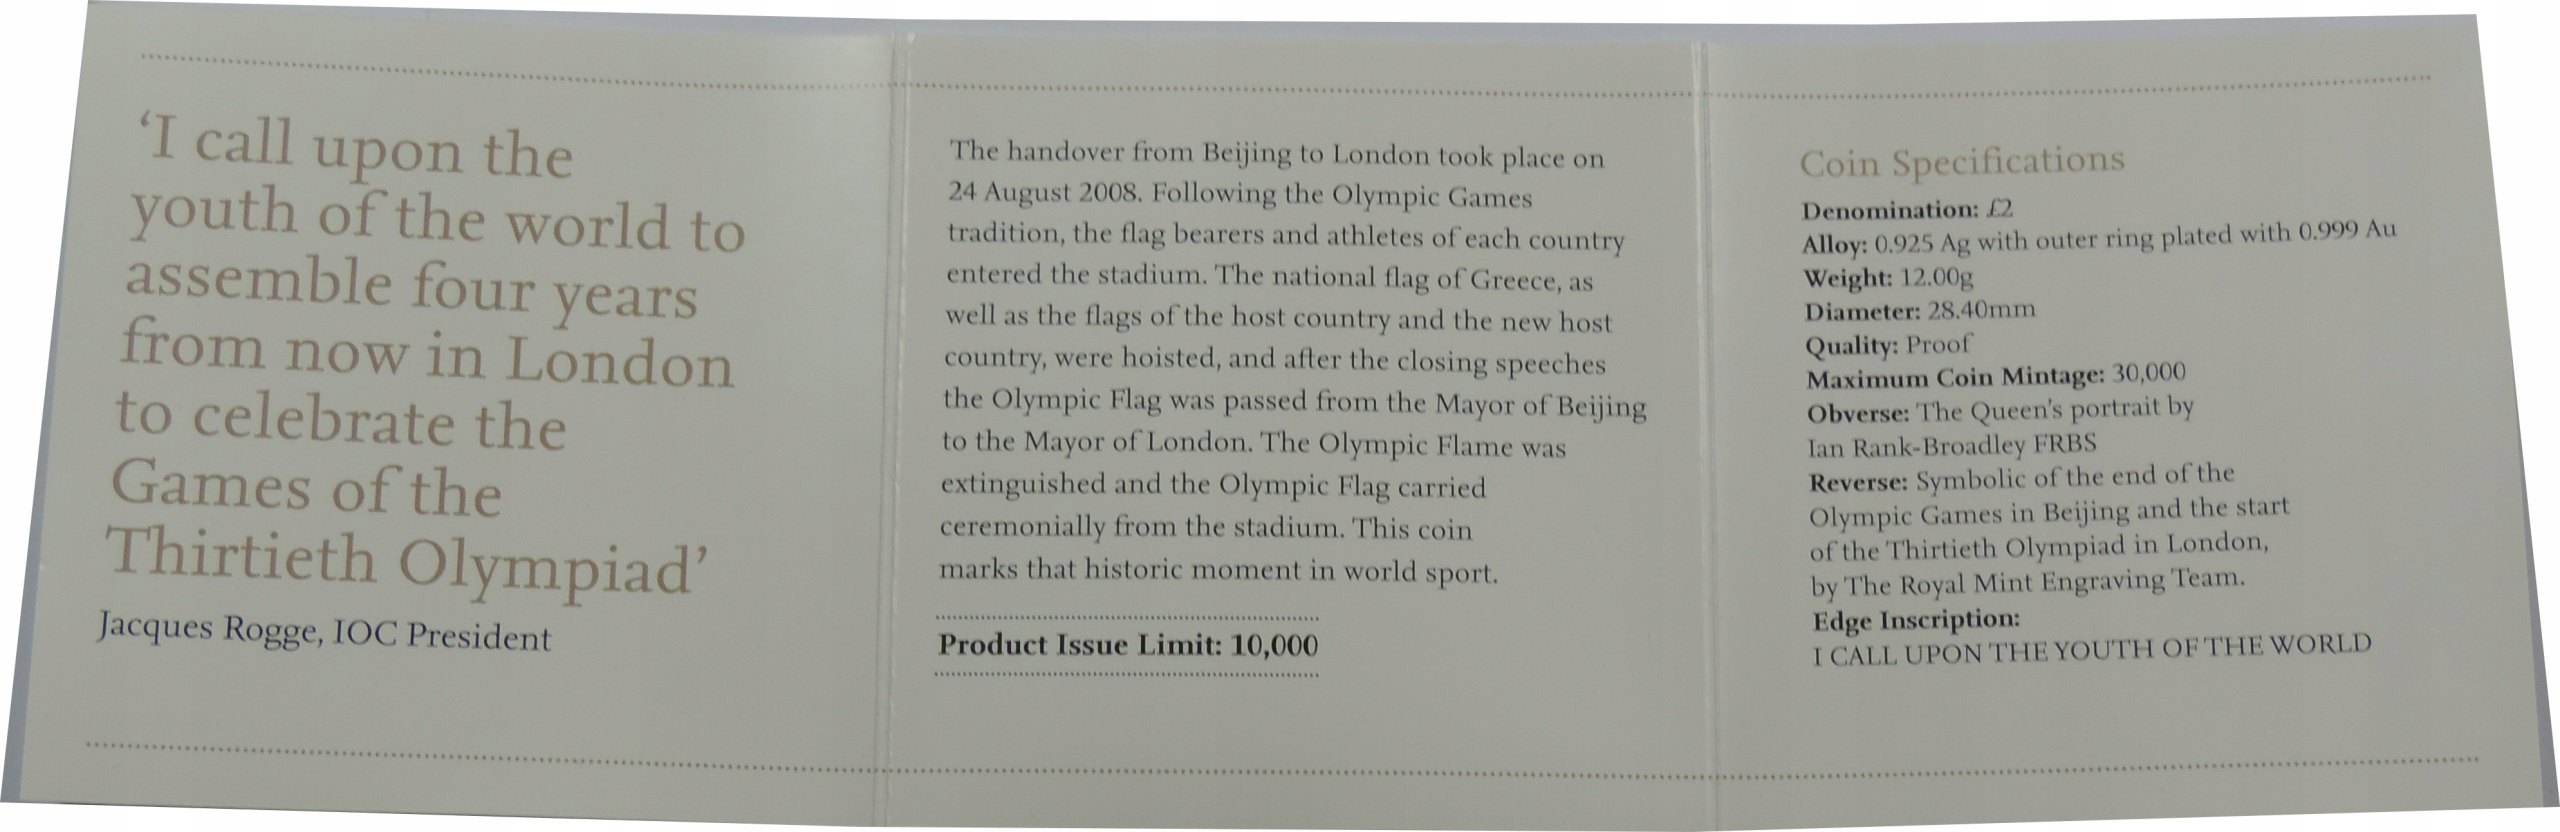 ‘I call upon the
youth of the world to
assemble four years
from now in London
to celebrate the
Games of the
Thirtieth Olympiad’
Jacques Rogge, IOC President
The handover from Beijing to London took place on
24 August 2008. Following the Olympic Games
tradition, the flag bearers and athletes of each country
entered the stadium. The national flag of Greece, as
well as the flags of the host country and the new host
country, were hoisted, and after the closing speeches
the Olympic Flag was passed from the Mayor of Beijing
to the Mayor of London. The Olympic Flame was
extinguished and the Olympic Flag carried
ceremonially from the stadium. This coin
marks that historic moment in world sport.
Product Issue Limit: 10,000
Coin Specifications
Denomination: £2
Alloy: 0.925 Ag with outer ring plated with 0.999 Au
Weight: 12.00g
Diameter: 28.40mm
Quality: Proof
Maximum Coin Mintage: 30,000
Obverse: The Queen's portrait by
Ian Rank-Broadley FRBS
Reverse: Symbolic of the end of the
Olympic Games in Beijing and the start
of the Thirtieth Olympiad in London,
by The Royal Mint Engraving Team.
Edge Inscription:
I CALL UPON THE YOUTH OF THE WORLD